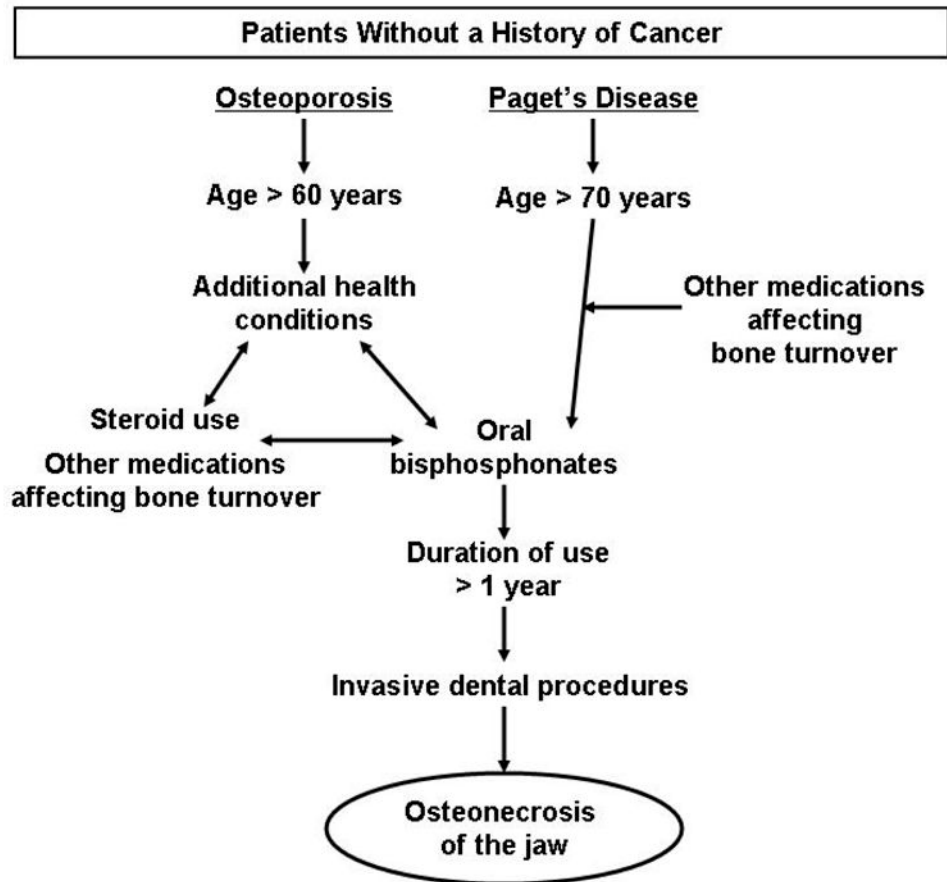 Patients Without a History of Cancer
Osteoporosis
Paget's Disease
Age > 60 years
Age > 70 years
Additional health
conditions
Other medications
affecting
bone turnover
Steroid use
Other medications
affecting bone turnover
Oral
bisphosphonates
Duration of use
> 1 year
Invasive dental procedures
Osteonecrosis
of the jaw